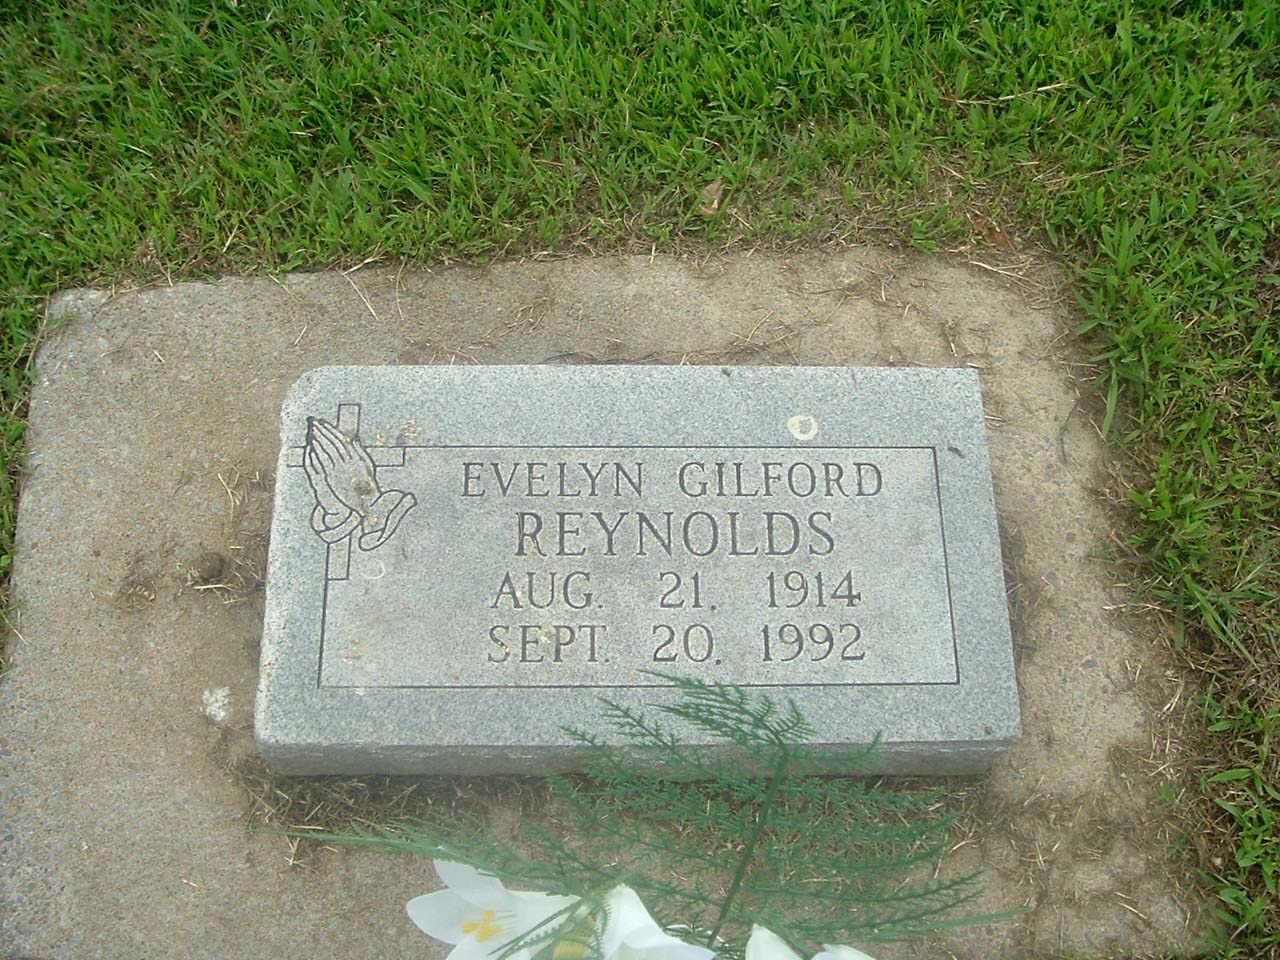 EVELYN GILFORD
REYNOLDS
AUG. 21. 1914
SEPT. 20. 1992